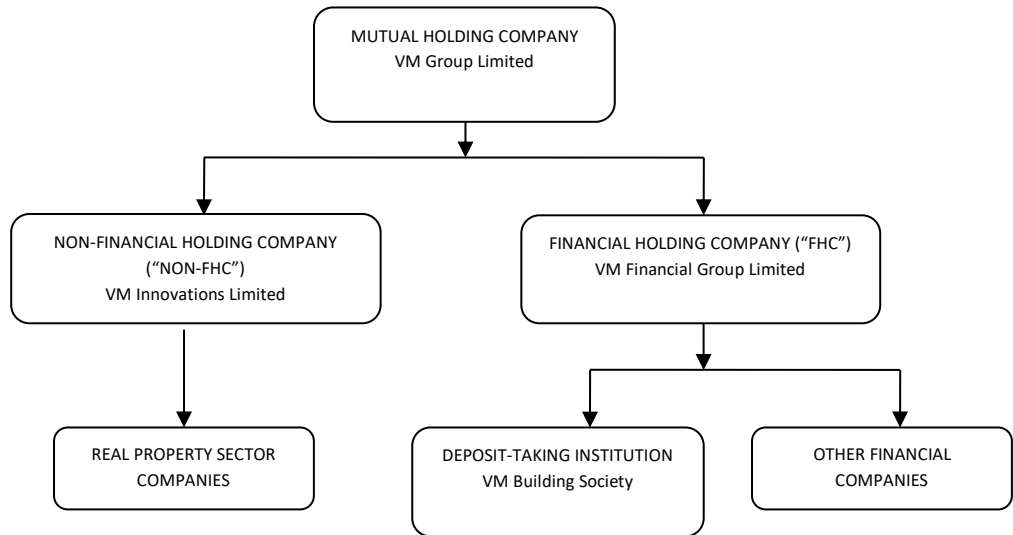 MUTUAL HOLDING COMPANY
VM Group Limited
NON-FINANCIAL HOLDING COMPANY
(“NON-FHC”)
VM Innovations Limited
FINANCIAL HOLDING COMPANY (“FHC”)
VM Financial Group Limited
REAL PROPERTY SECTOR
COMPANIES
DEPOSIT-TAKING INSTITUTION
VM Building Society
OTHER FINANCIAL
COMPANIES